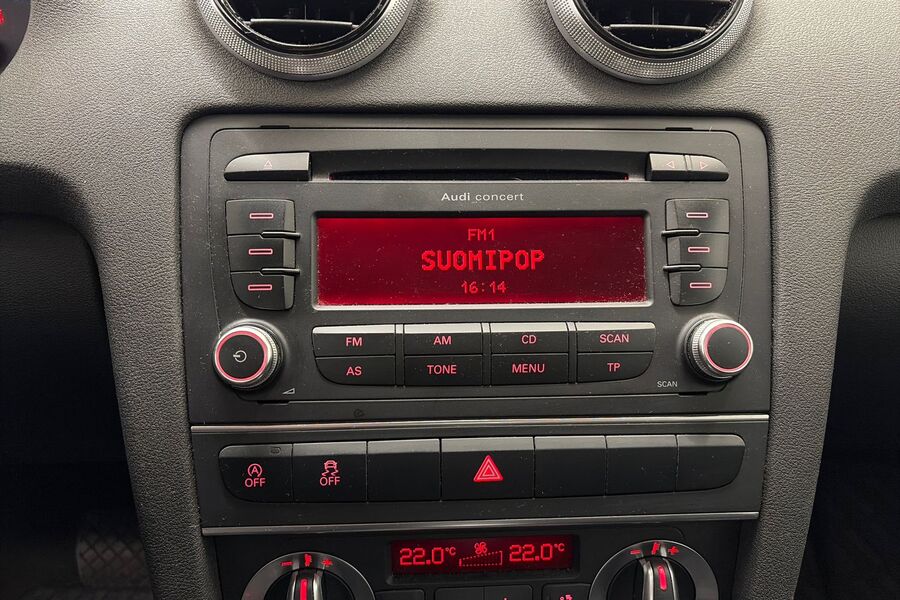 Audi concert
FM1
SUOMIPOP
16:14
FM AM CD SCAN
AS TONE MENU TP
SCAN
A OFF OFF
22.0°C 22.0°C
- + - +